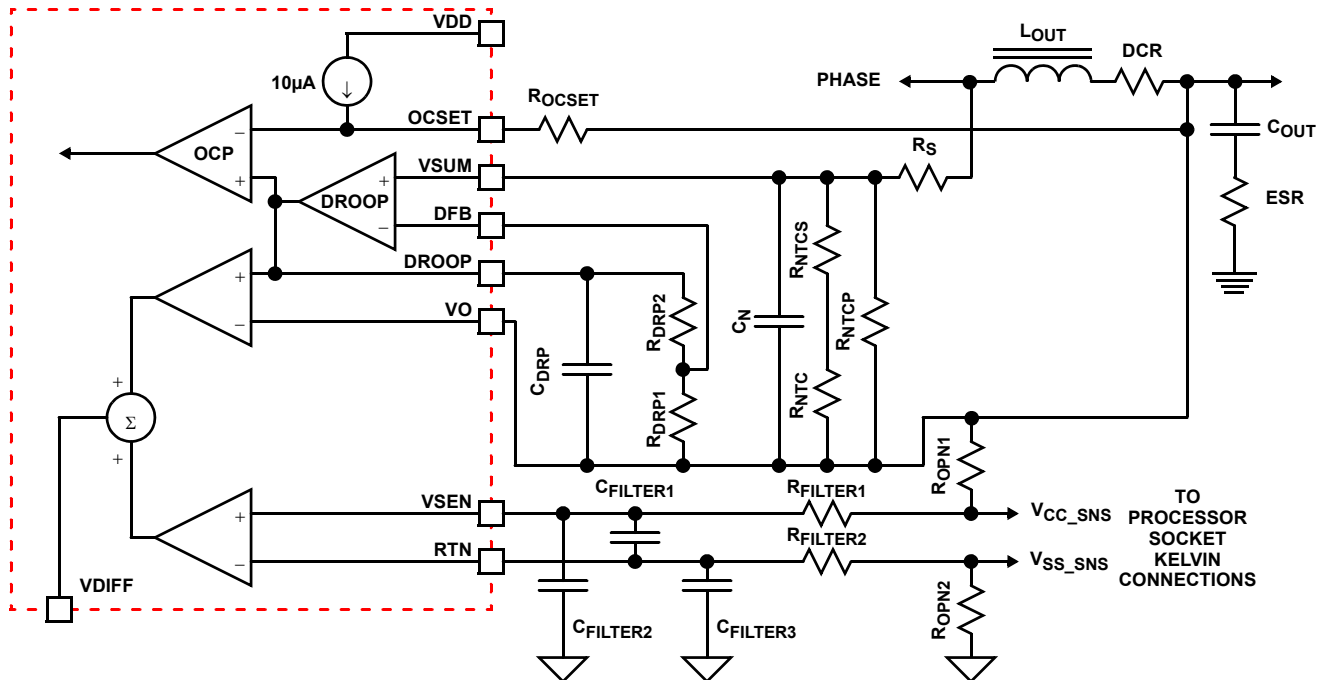 VDD
10µA
↓
OCSET
R_OCSET
PHASE
L_OUT
DCR
C_OUT
ESR
OCP
−
+
VSUM
R_S
DROOP
+
−
DFB
DROOP
VO
+
−
C_DRP
R_DRP2
R_DRP1
C_N
R_NTCS
R_NTC
R_NTCP
R_OPN1
+
Σ
+
VSEN
RTN
+
−
C_FILTER1
R_FILTER1
R_FILTER2
V_CC_SNS
V_SS_SNS
TO
PROCESSOR
SOCKET
KELVIN
CONNECTIONS
VDIFF
C_FILTER2
C_FILTER3
R_OPN2